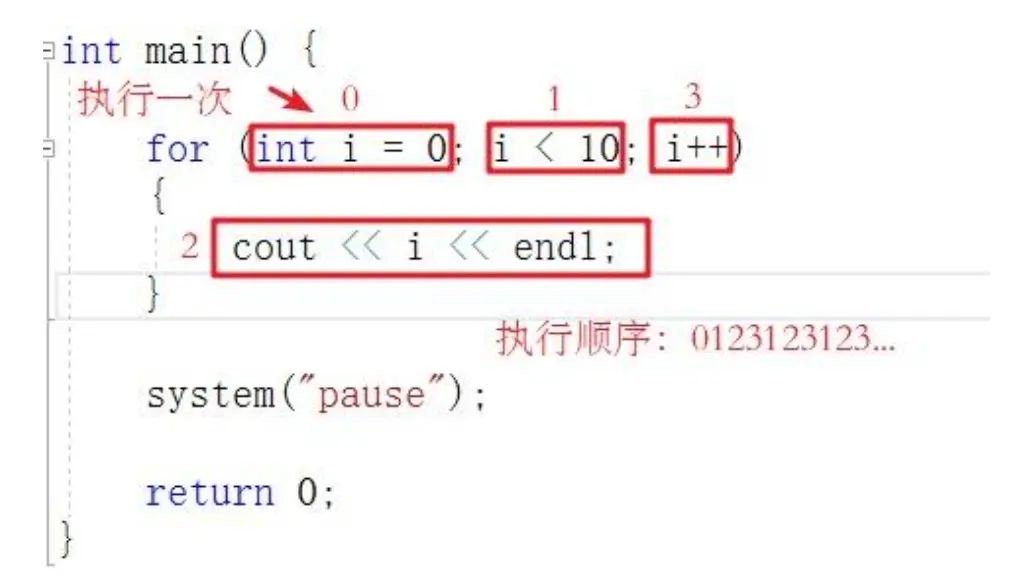 int main() {
执行一次 0 1 3
for (int i = 0; i < 10; i++)
{
2 cout << i << endl;
}
执行顺序：0123123123...
system("pause");
return 0;
}